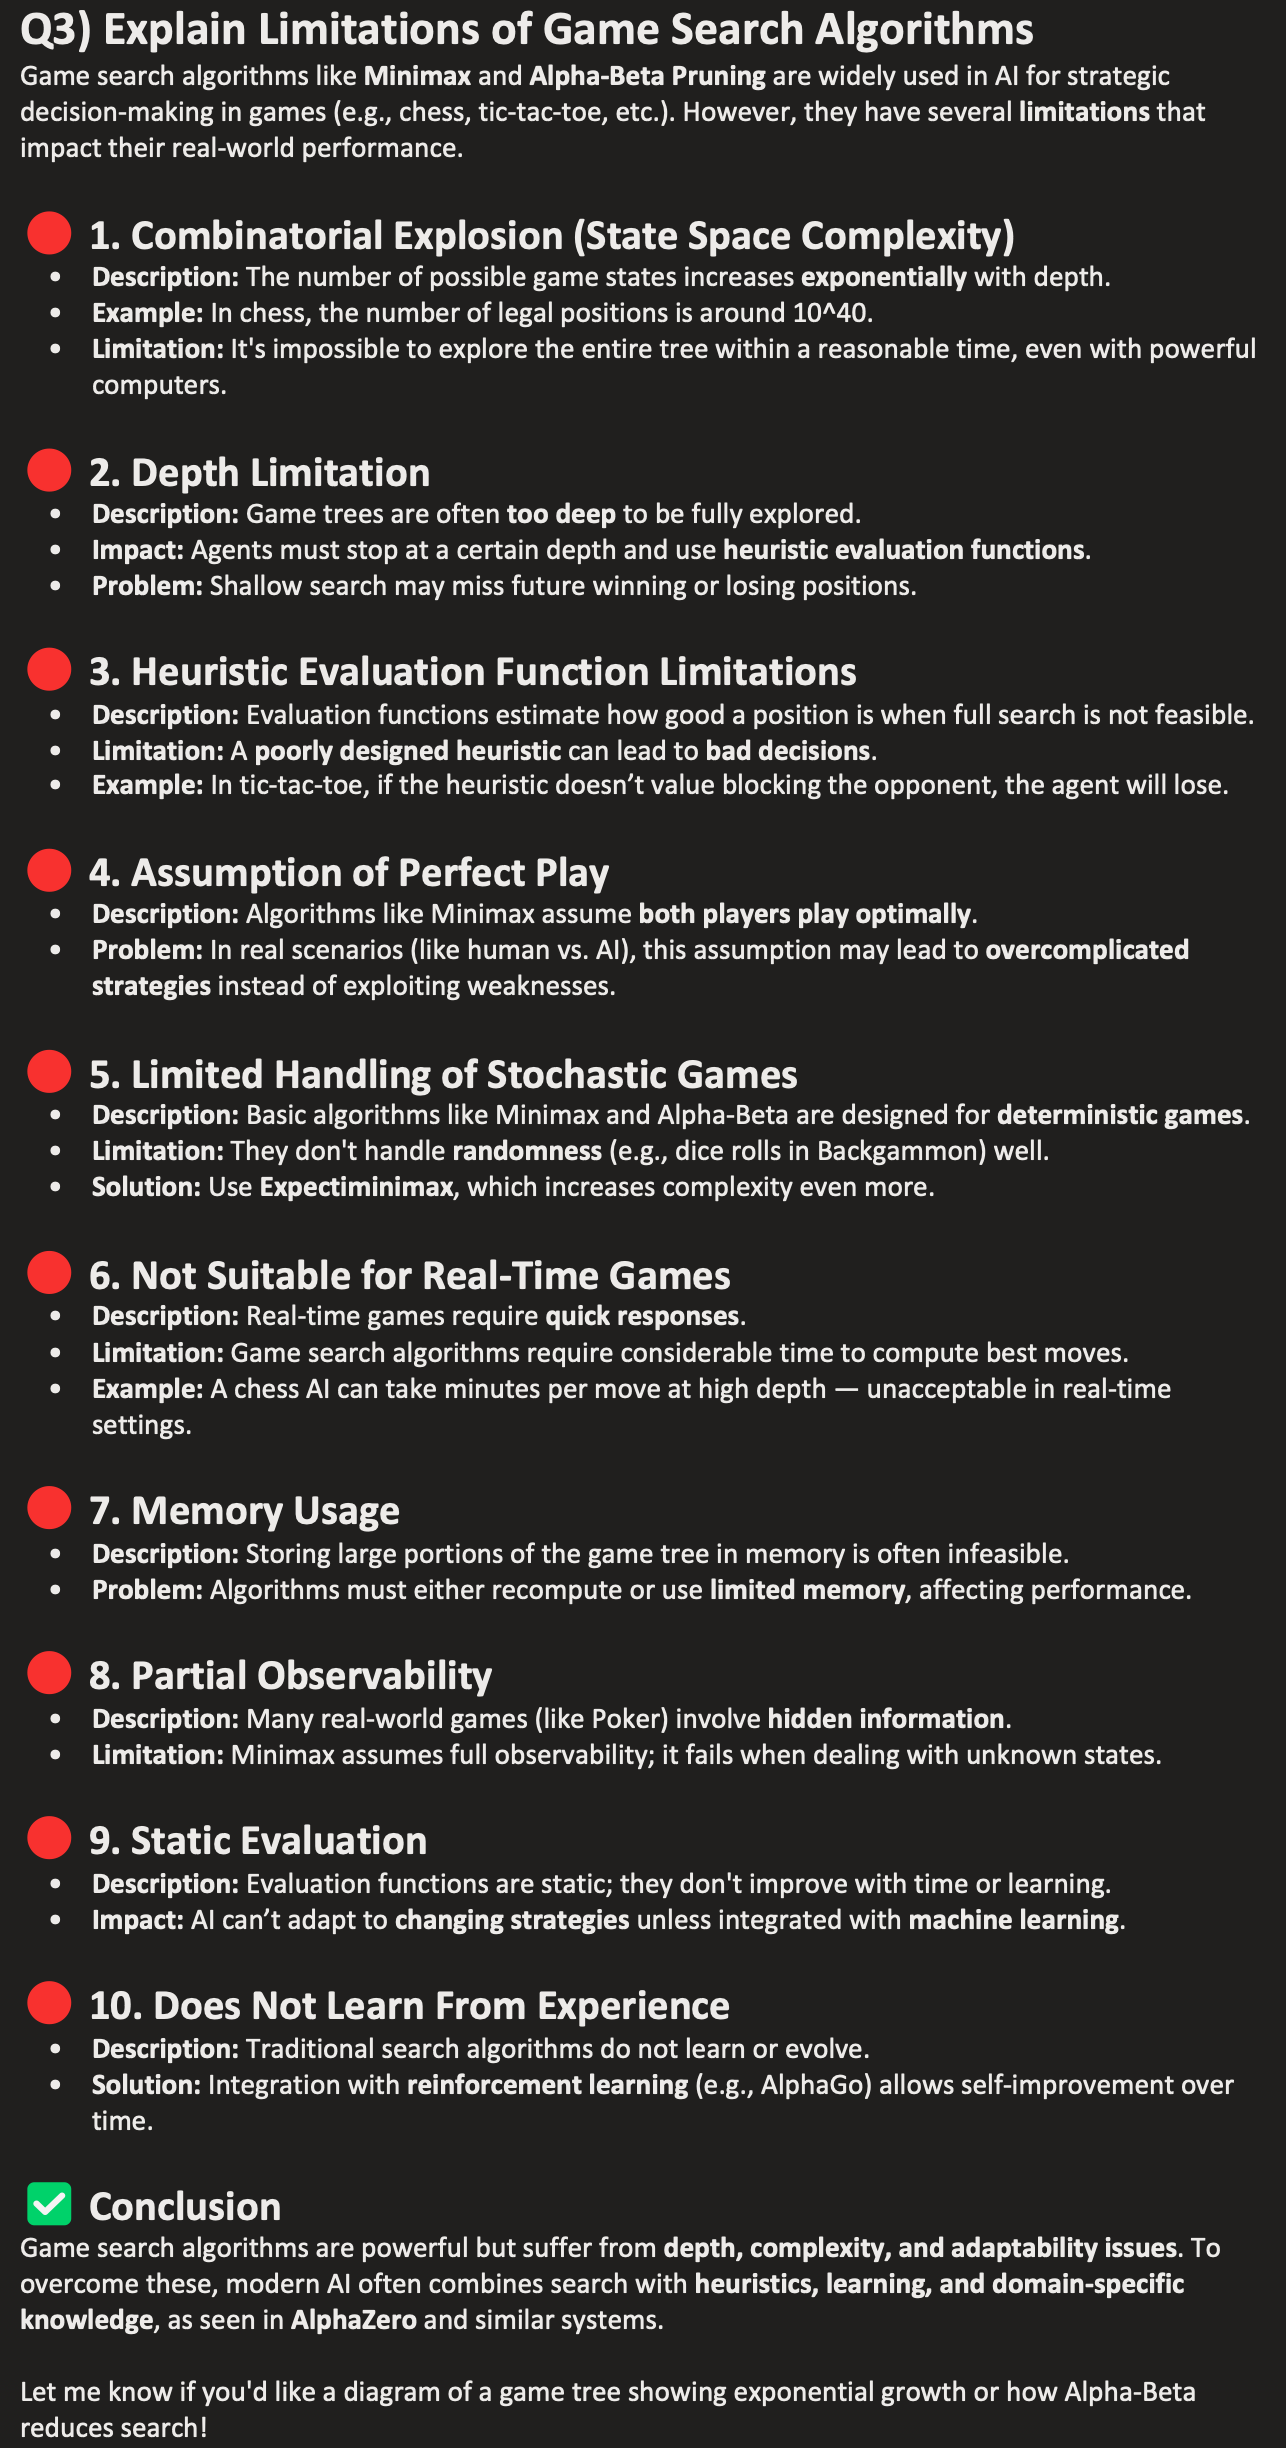 Q3) Explain Limitations of Game Search Algorithms
Game search algorithms like Minimax and Alpha-Beta Pruning are widely used in AI for strategic
decision-making in games (e.g., chess, tic-tac-toe, etc.). However, they have several limitations that
impact their real-world performance.
🔴 1. Combinatorial Explosion (State Space Complexity)
• Description: The number of possible game states increases exponentially with depth.
• Example: In chess, the number of legal positions is around 10^40.
• Limitation: It's impossible to explore the entire tree within a reasonable time, even with powerful
computers.
🔴 2. Depth Limitation
• Description: Game trees are often too deep to be fully explored.
• Impact: Agents must stop at a certain depth and use heuristic evaluation functions.
• Problem: Shallow search may miss future winning or losing positions.
🔴 3. Heuristic Evaluation Function Limitations
• Description: Evaluation functions estimate how good a position is when full search is not feasible.
• Limitation: A poorly designed heuristic can lead to bad decisions.
• Example: In tic-tac-toe, if the heuristic doesn’t value blocking the opponent, the agent will lose.
🔴 4. Assumption of Perfect Play
• Description: Algorithms like Minimax assume both players play optimally.
• Problem: In real scenarios (like human vs. AI), this assumption may lead to overcomplicated
strategies instead of exploiting weaknesses.
🔴 5. Limited Handling of Stochastic Games
• Description: Basic algorithms like Minimax and Alpha-Beta are designed for deterministic games.
• Limitation: They don't handle randomness (e.g., dice rolls in Backgammon) well.
• Solution: Use Expectiminimax, which increases complexity even more.
🔴 6. Not Suitable for Real-Time Games
• Description: Real-time games require quick responses.
• Limitation: Game search algorithms require considerable time to compute best moves.
• Example: A chess AI can take minutes per move at high depth — unacceptable in real-time
settings.
🔴 7. Memory Usage
• Description: Storing large portions of the game tree in memory is often infeasible.
• Problem: Algorithms must either recompute or use limited memory, affecting performance.
🔴 8. Partial Observability
• Description: Many real-world games (like Poker) involve hidden information.
• Limitation: Minimax assumes full observability; it fails when dealing with unknown states.
🔴 9. Static Evaluation
• Description: Evaluation functions are static; they don't improve with time or learning.
• Impact: AI can’t adapt to changing strategies unless integrated with machine learning.
🔴 10. Does Not Learn From Experience
• Description: Traditional search algorithms do not learn or evolve.
• Solution: Integration with reinforcement learning (e.g., AlphaGo) allows self-improvement over
time.
✅ Conclusion
Game search algorithms are powerful but suffer from depth, complexity, and adaptability issues. To
overcome these, modern AI often combines search with heuristics, learning, and domain-specific
knowledge, as seen in AlphaZero and similar systems.
Let me know if you'd like a diagram of a game tree showing exponential growth or how Alpha-Beta
reduces search!